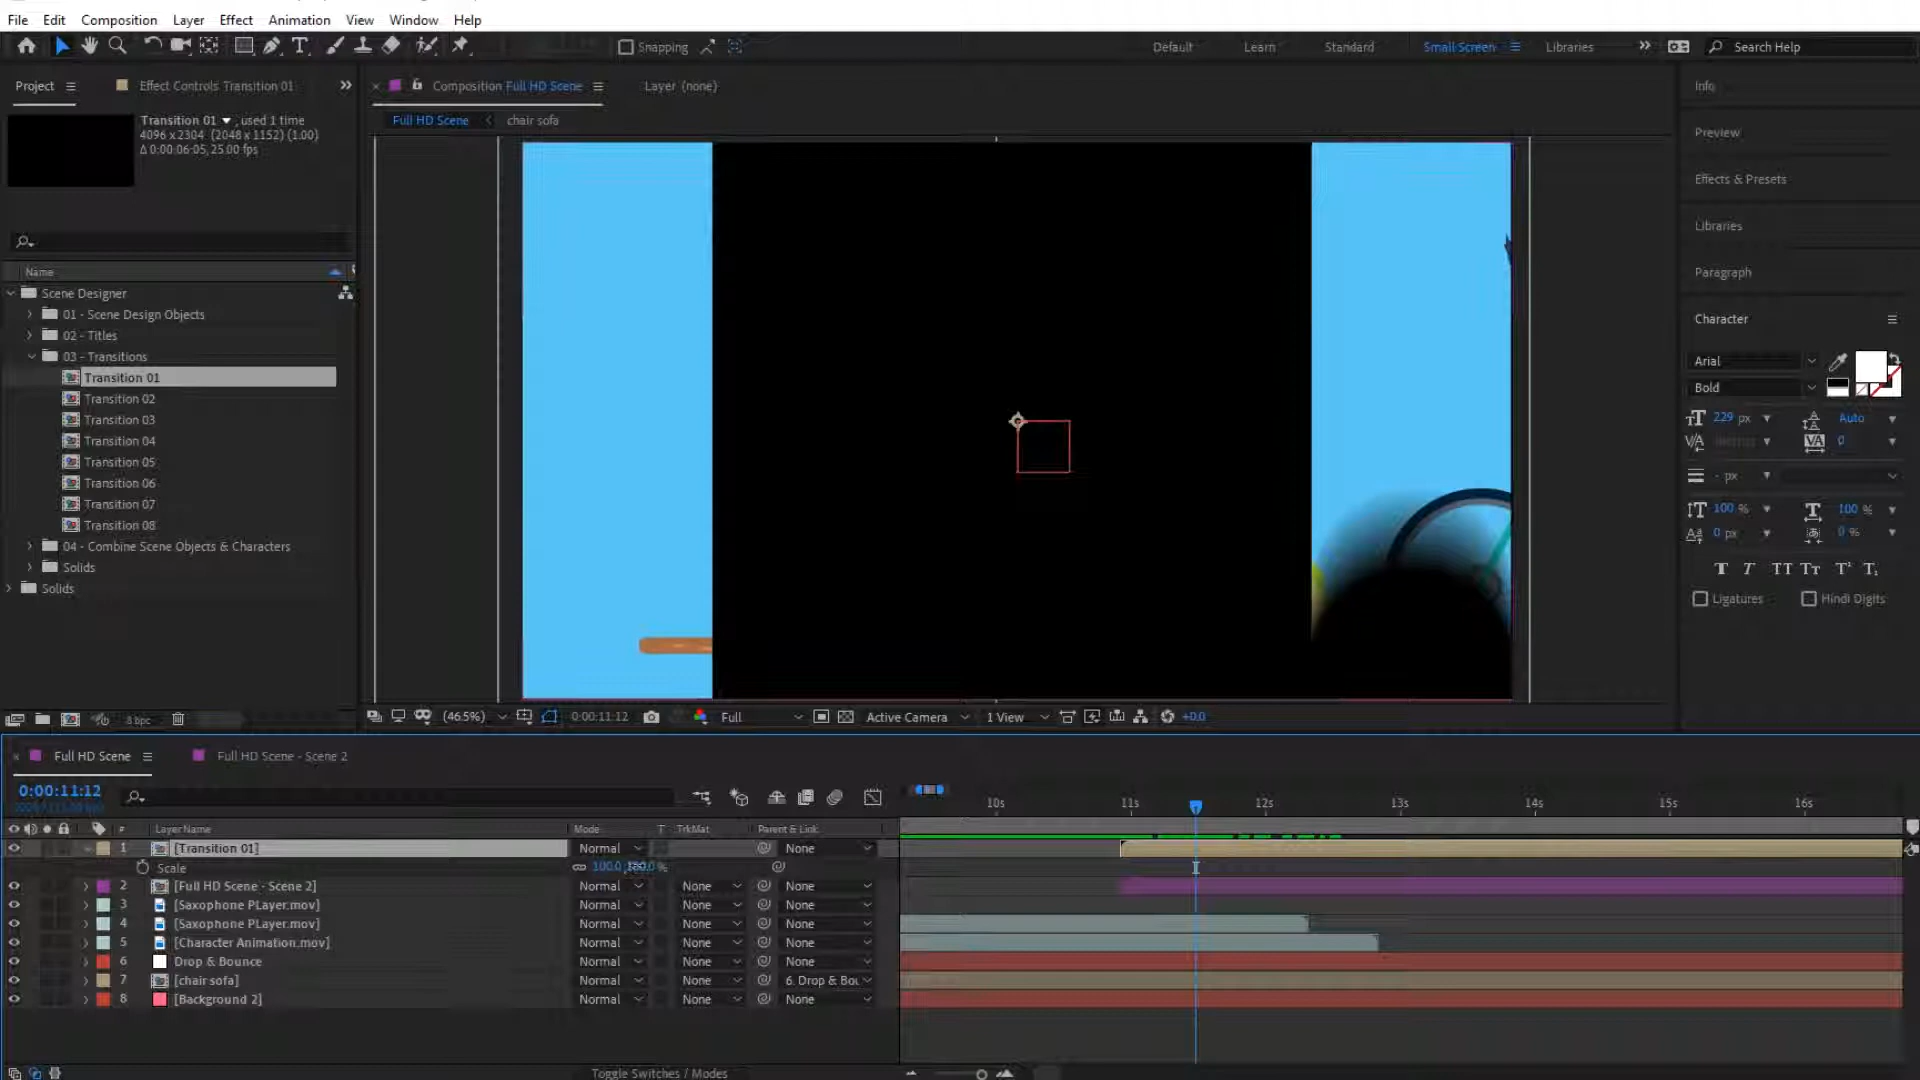 File Edit Composition Layer Effect Animation View Window Help
Snapping
Default Learn Standard Small Screen Libraries Search Help
Project Effect Controls Transition 01
Composition Full HD Scene Layer (none)
Full HD Scene chair sofa
Transition 01 , used 1 time
4096 x 2304 (2048 x 1152) (1.00)
Δ 0:00:06-05, 25.00 fps
Name
Scene Designer
01 - Scene Design Objects
02 - Titles
03 - Transitions
Transition 01
Transition 02
Transition 03
Transition 04
Transition 05
Transition 06
Transition 07
Transition 08
04 - Combine Scene Objects & Characters
Solids
Solids
8 bpc
(46.5%) 0:00:11:12 Full Active Camera 1 View +0.0
Info
Preview
Effects & Presets
Libraries
Paragraph
Character
Arial
Bold
229 px Auto
0
- px
100 % 100 %
0 px 0 %
Ligatures Hindi Digits
Full HD Scene Full HD Scene - Scene 2
0:00:11:12
# Layer Name Mode T TrkMat Parent & Link
1 [Transition 01] Normal None
Scale
2 [Full HD Scene - Scene 2] Normal None None
3 [Saxophone PLayer.mov] Normal None None
4 [Saxophone PLayer.mov] Normal None None
5 [Character Animation.mov] Normal None None
6 Drop & Bounce Normal None None
7 [chair sofa] Normal None 6. Drop & Bou
8 [Background 2] Normal None None
10s 11s 12s 13s 14s 15s 16s
Toggle Switches / Modes